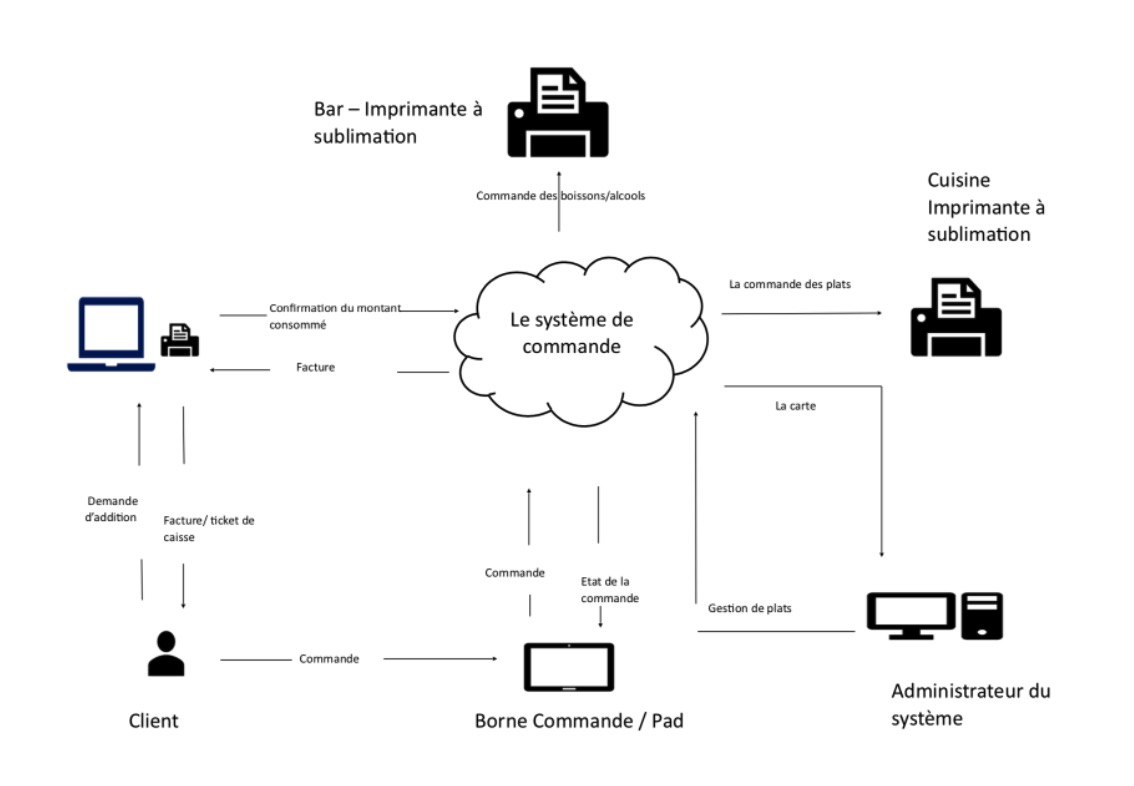 Bar – Imprimante à
sublimation
Commande des boissons/alcools
Cuisine
Imprimante à
sublimation
La commande des plats
Confirmation du montant
consommé
Le système de
commande
Facture
La carte
Demande
d'addition
Facture/ ticket de
caisse
Commande
Etat de la
commande
Gestion de plats
Commande
Client
Borne Commande / Pad
Administrateur du
système